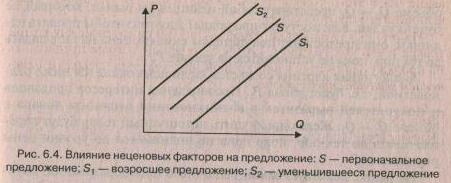 P
S₂
S
S₁
Q
Рис. 6.4. Влияние неценовых факторов на предложение: S — первоначальное
предложение; S₁ — возросшее предложение; S₂ — уменьшившееся предложение